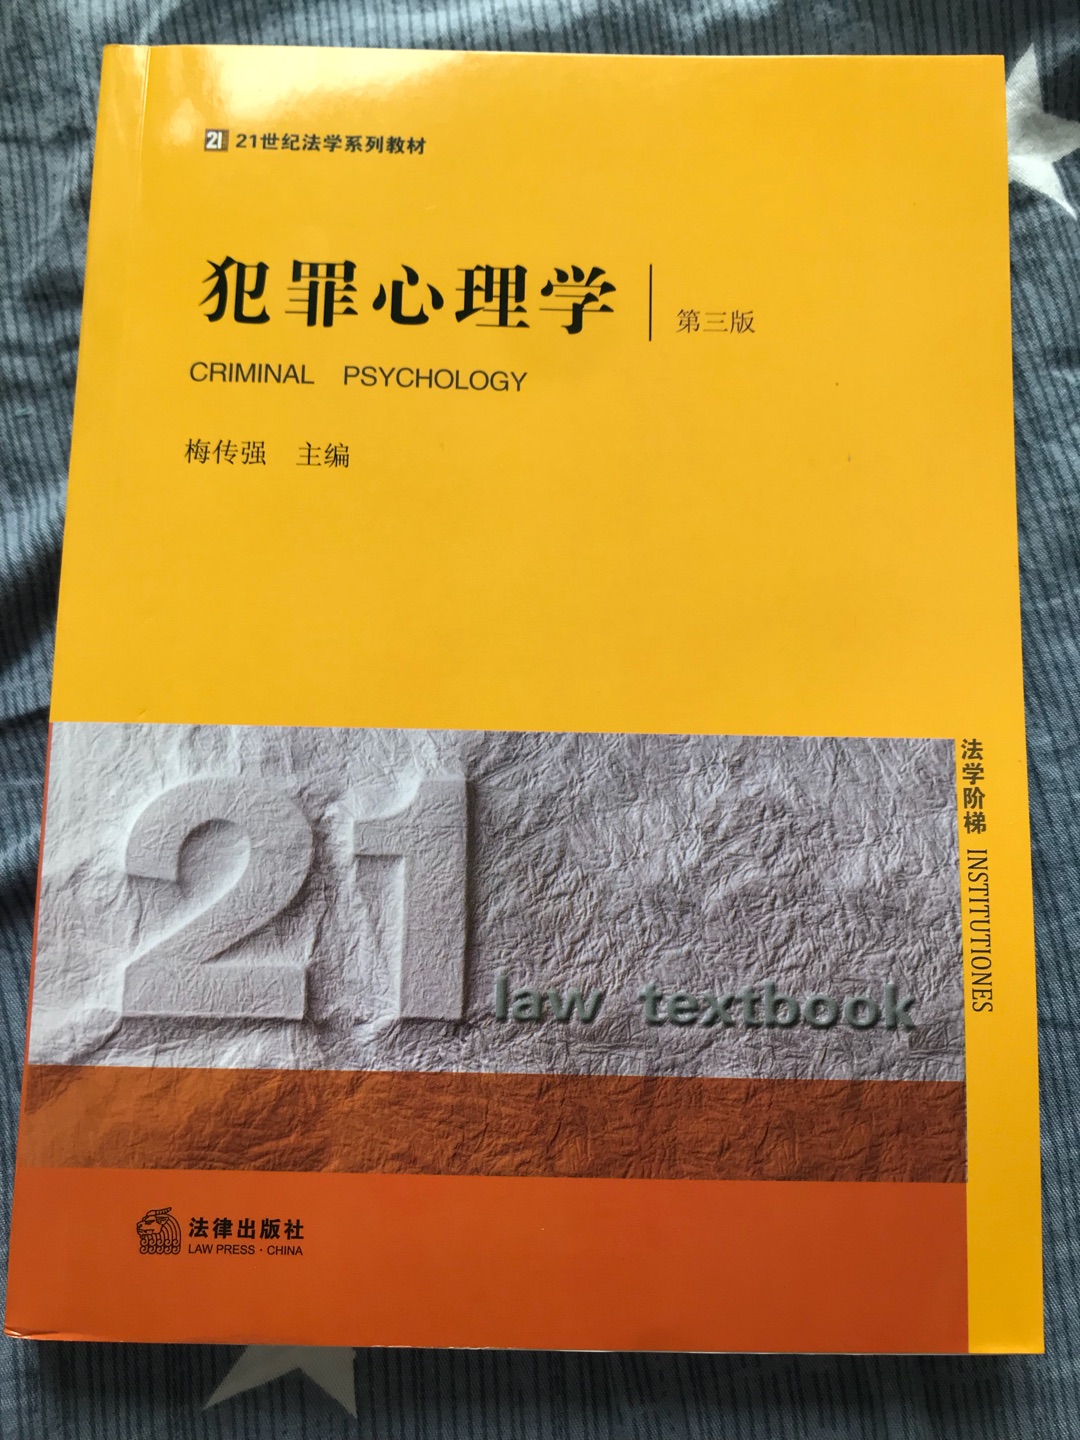 21 21世纪法学系列教材
犯罪心理学 第三版
CRIMINAL PSYCHOLOGY
梅传强 主编
21
law textbook
法学阶梯 INSTITUTIONES
法律出版社
LAW PRESS·CHINA